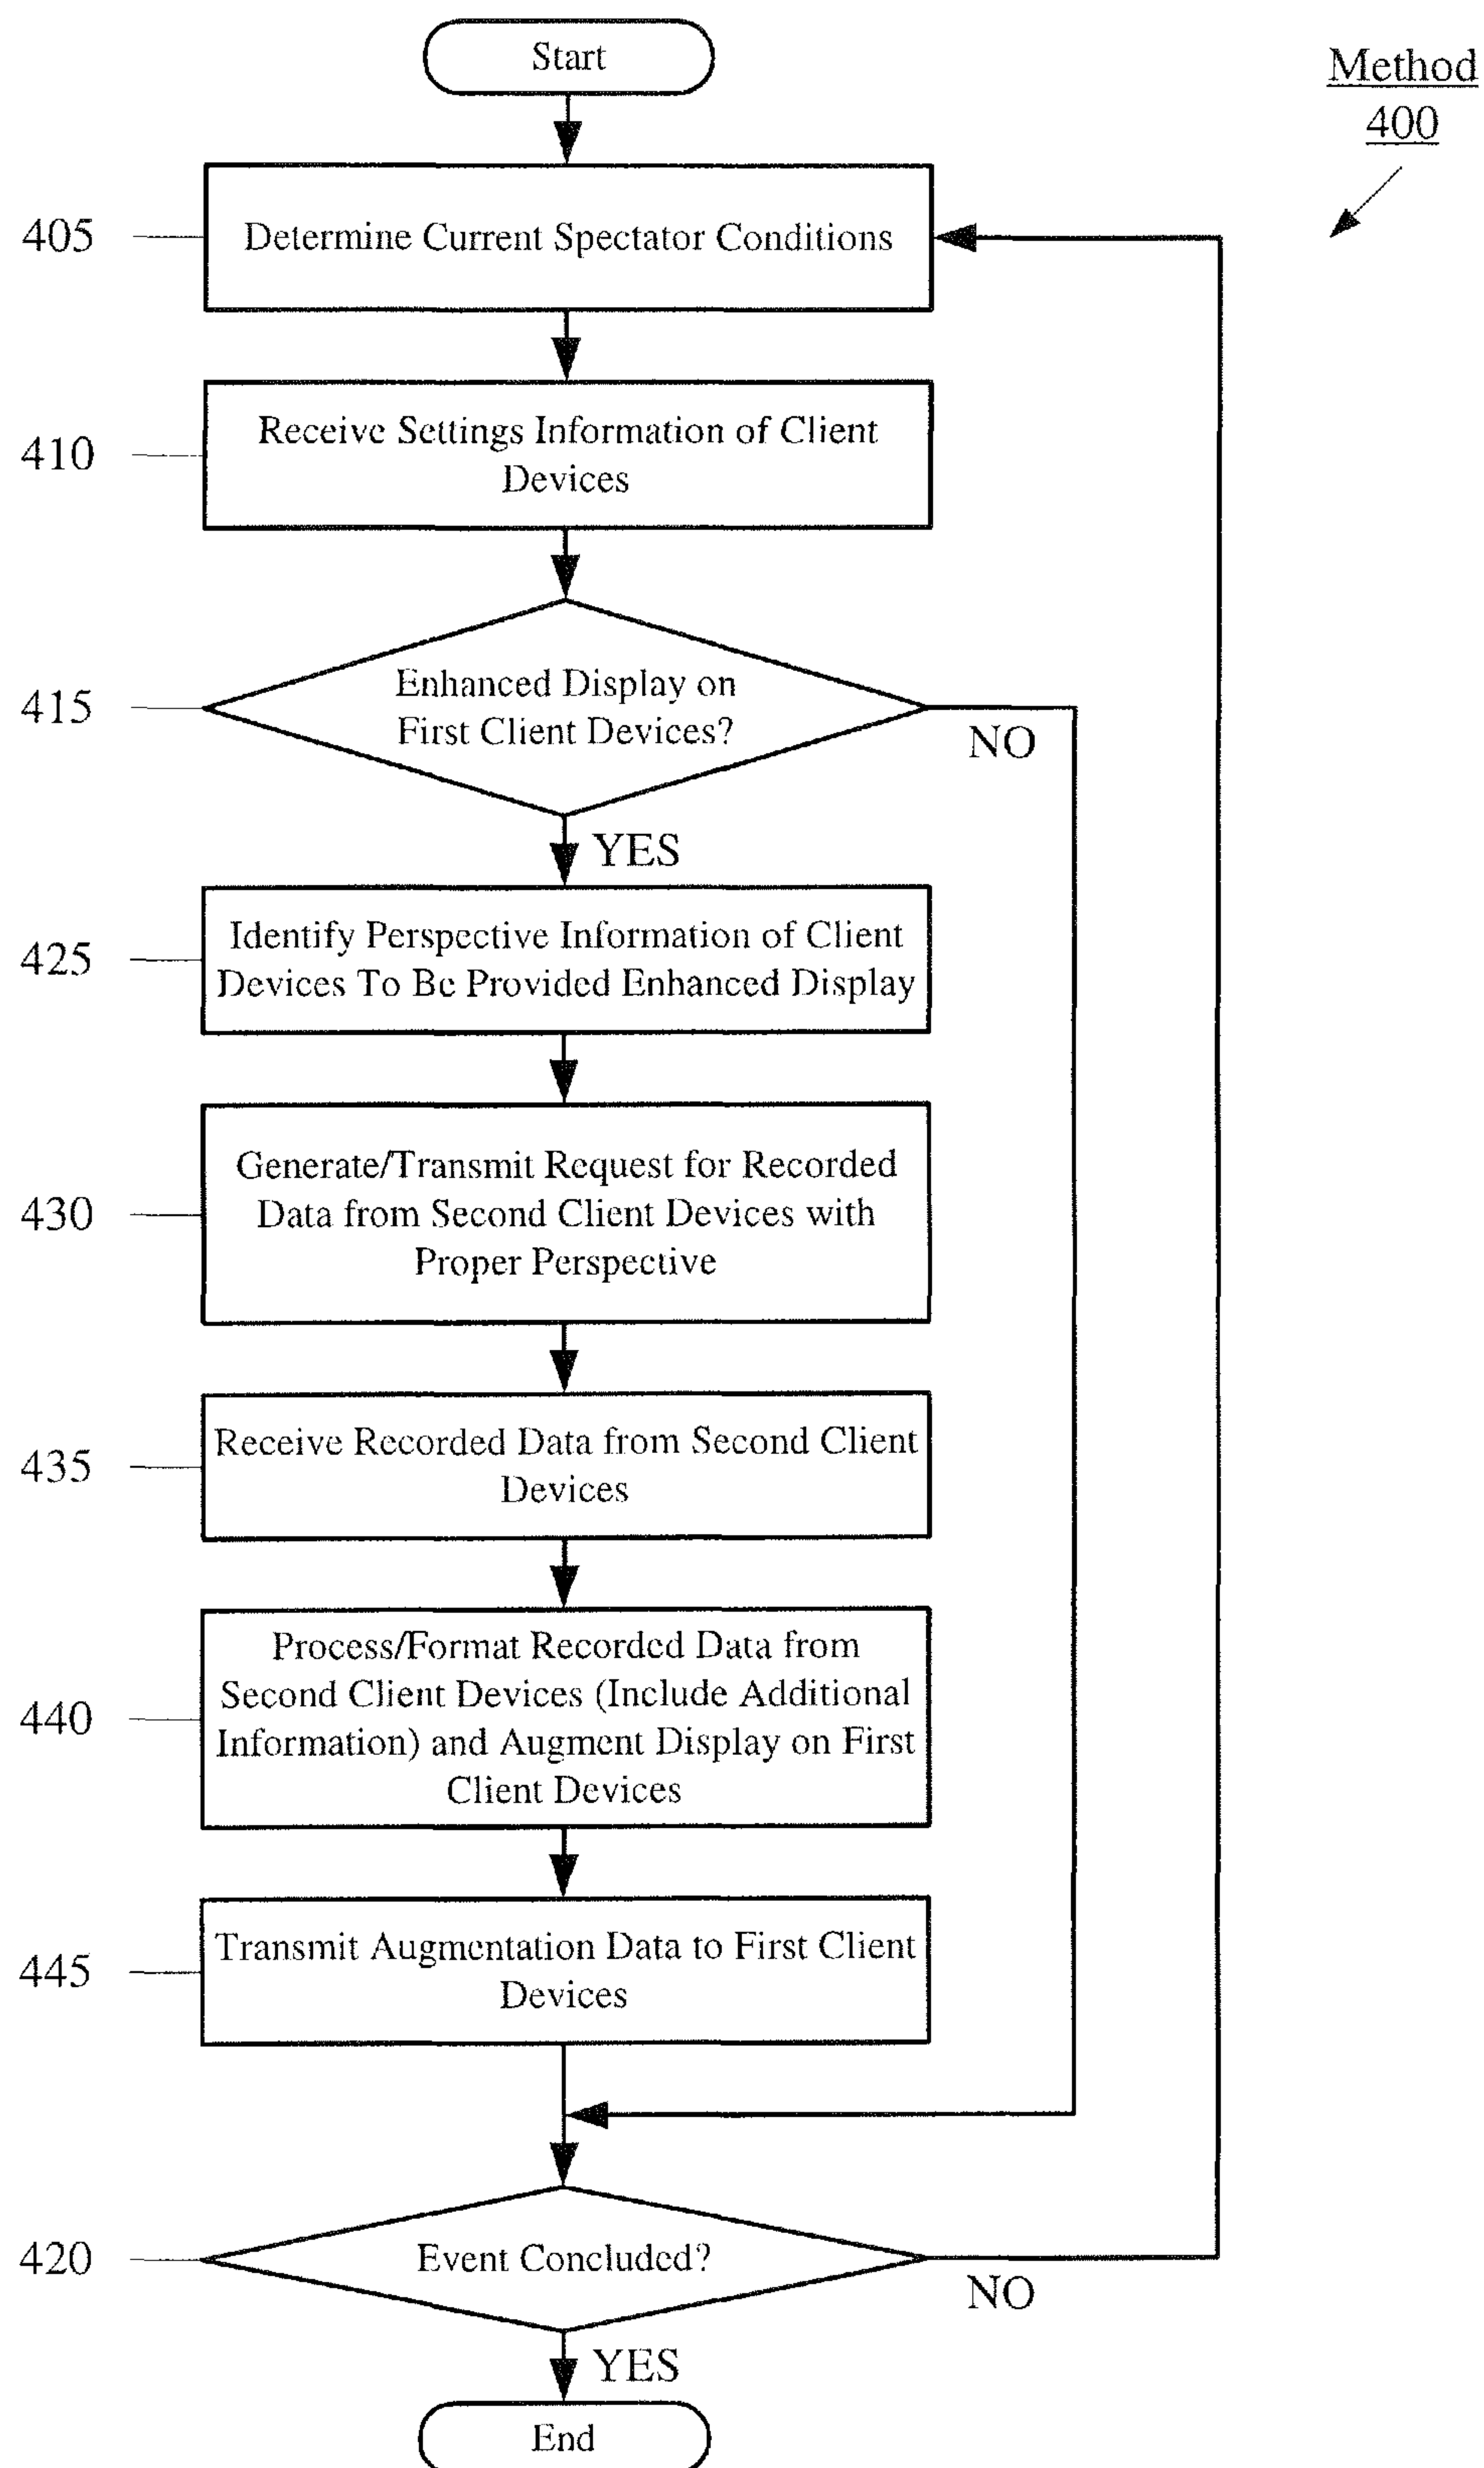 Start
Method
400
405
Determine Current Spectator Conditions
410
Receive Settings Information of Client
Devices
415
Enhanced Display on
First Client Devices?
NO
YES
425
Identify Perspective Information of Client
Devices To Be Provided Enhanced Display
430
Generate/Transmit Request for Recorded
Data from Second Client Devices with
Proper Perspective
435
Receive Recorded Data from Second Client
Devices
440
Process/Format Recorded Data from
Second Client Devices (Include Additional
Information) and Augment Display on First
Client Devices
445
Transmit Augmentation Data to First Client
Devices
420
Event Concluded?
NO
YES
End